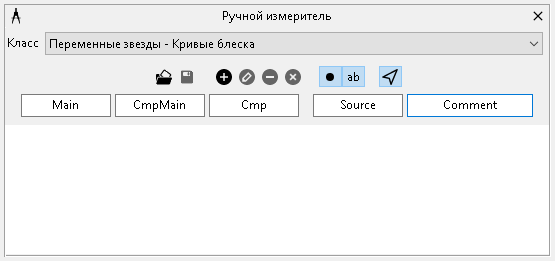 Ручной измеритель
Класс Переменные звезды - Кривые блеска
ab
Main CmpMain Cmp Source Comment